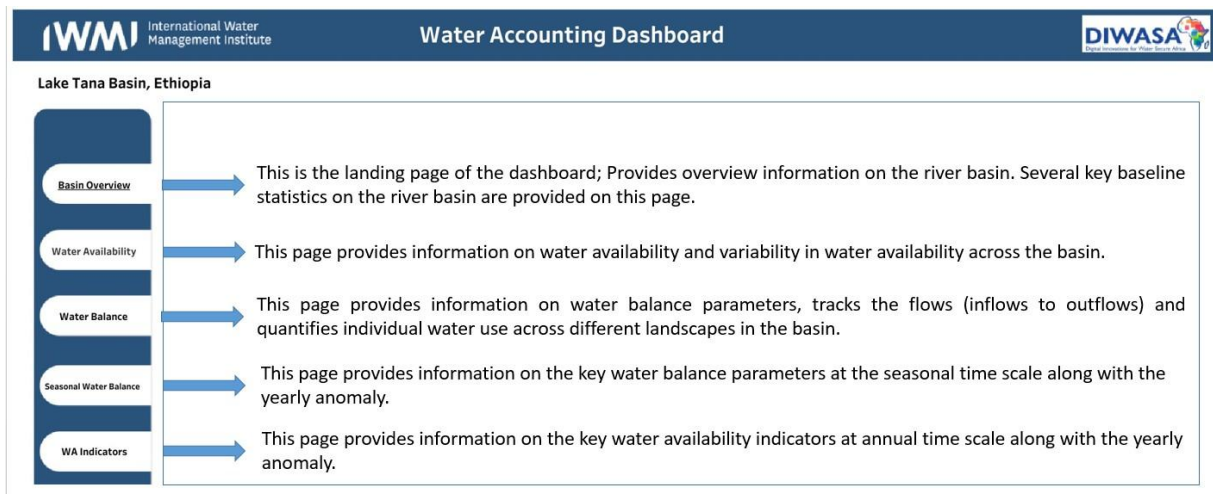 IWMI International Water
Management Institute
Water Accounting Dashboard
DIWASA
Digital Innovations for Water Secure Africa
Lake Tana Basin, Ethiopia
Basin Overview
This is the landing page of the dashboard; Provides overview information on the river basin. Several key baseline
statistics on the river basin are provided on this page.
Water Availability
This page provides information on water availability and variability in water availability across the basin.
Water Balance
This page provides information on water balance parameters, tracks the flows (inflows to outflows) and
quantifies individual water use across different landscapes in the basin.
Seasonal Water Balance
This page provides information on the key water balance parameters at the seasonal time scale along with the
yearly anomaly.
WA Indicators
This page provides information on the key water availability indicators at annual time scale along with the yearly
anomaly.